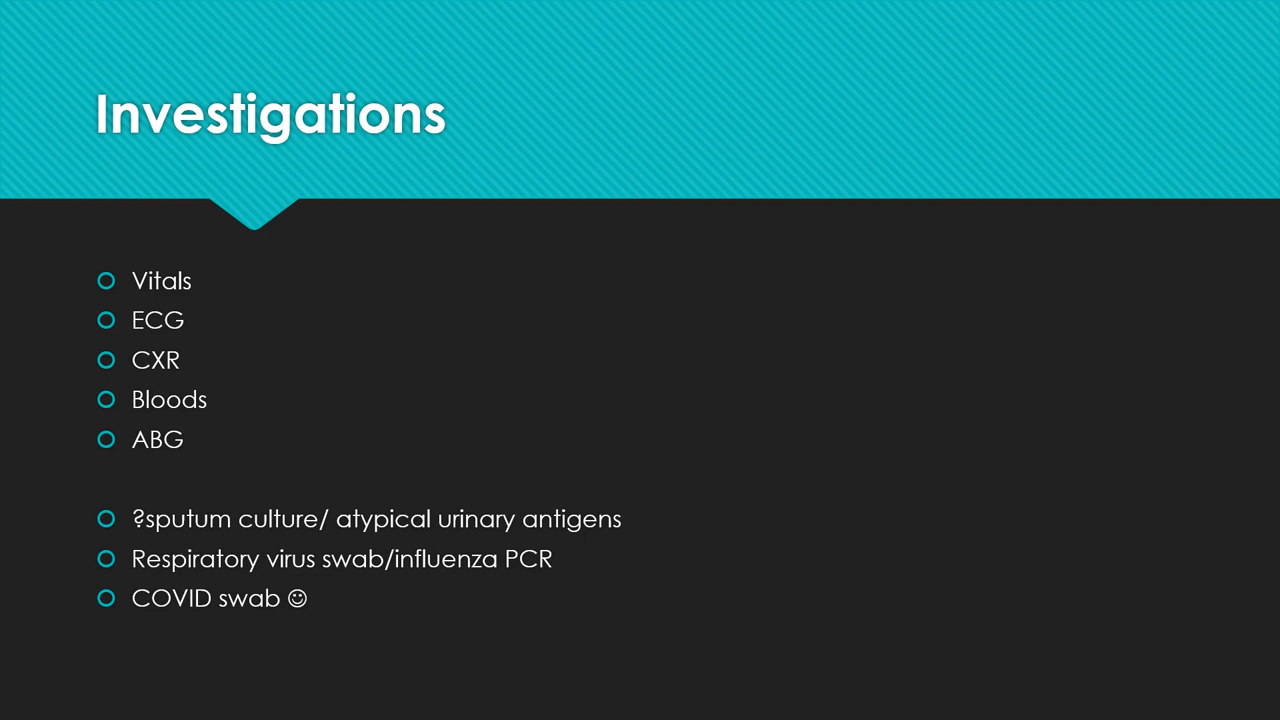 Investigations
Vitals
ECG
CXR
Bloods
ABG
?sputum culture/ atypical urinary antigens
Respiratory virus swab/influenza PCR
COVID swab ☺